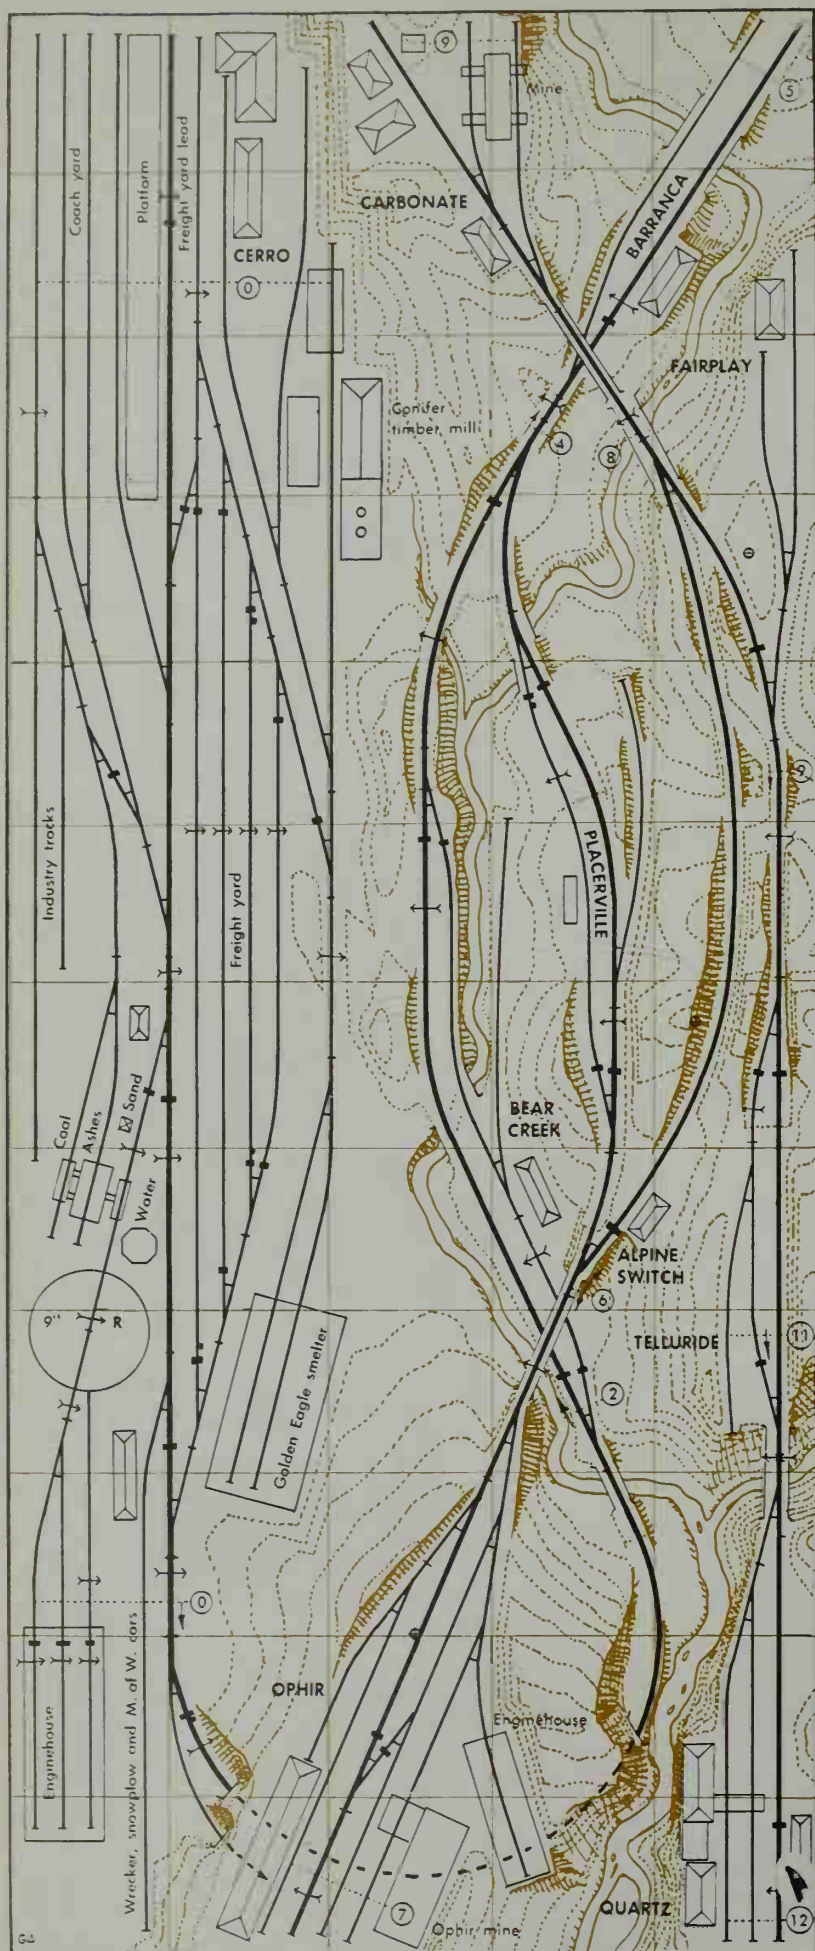 9
Mine
5
Coach yard
Platform
Freight yard lead
CARBONATE
BARRANCA
CERRO
0
FAIRPLAY
Conifer
timber mill
4
8
9
Industry tracks
Freight yard
PLACERVILLE
Coal
Ashes
Sand
Water
BEAR
CREEK
ALPINE
SWITCH
6
9" R
TELLURIDE
11
Golden Eagle smelter
2
0
OPHIR
Enginehouse
Enginehouse
Wrecker, snowplow and M. of W. cars
7
QUARTZ
12
Ophir mine